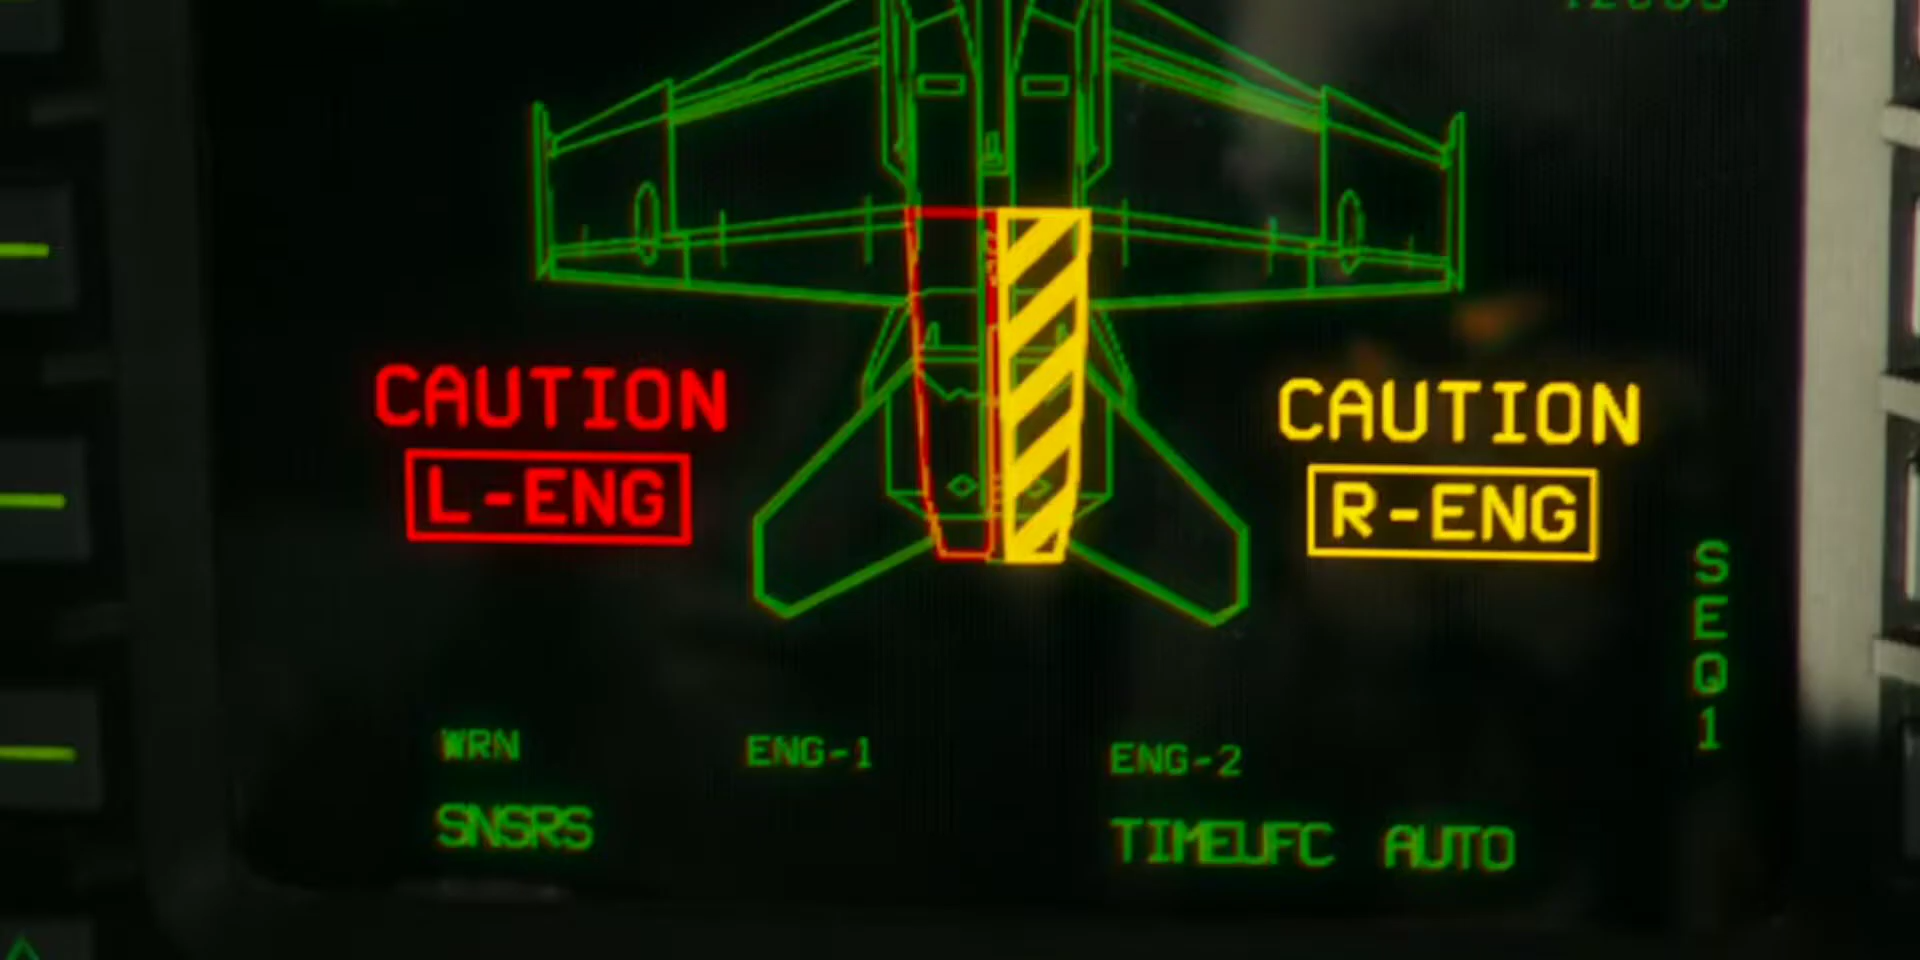 CAUTION
L-ENG
CAUTION
R-ENG
SEQ1
WRN
ENG-1
ENG-2
SNSRS
TIMEUFC
AUTO